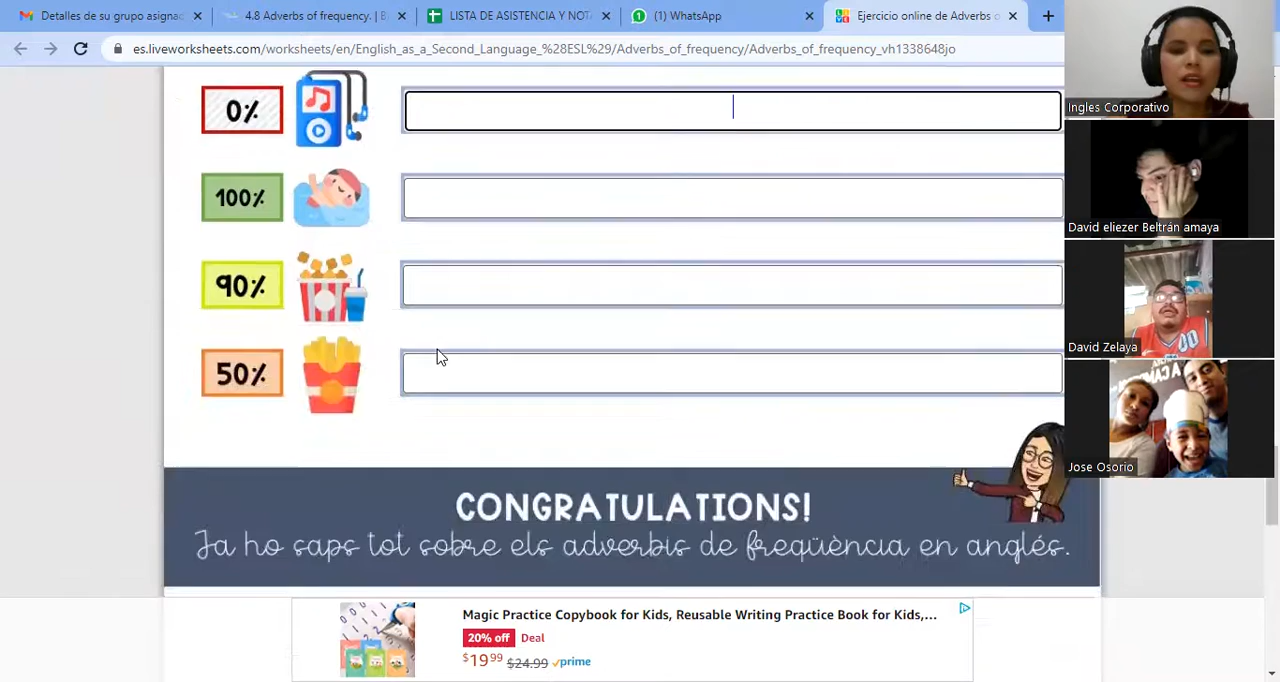 Detalles de su grupo asignac
4.8 Adverbs of frequency. | B
LISTA DE ASISTENCIA Y NOT
(1) WhatsApp
Ejercicio online de Adverbs o
es.liveworksheets.com/worksheets/en/English_as_a_Second_Language_%28ESL%29/Adverbs_of_frequency/Adverbs_of_frequency_vh1338648jo
Ingles Corporativo
0%
100%
David eliezer Beltrán amaya
90%
David Zelaya
50%
Jose Osorio
CONGRATULATIONS!
Ja ho saps tot sobre els adverbis de freqüència en anglés.
Magic Practice Copybook for Kids, Reusable Writing Practice Book for Kids,...
20% off Deal
$19.99 $24.99 prime